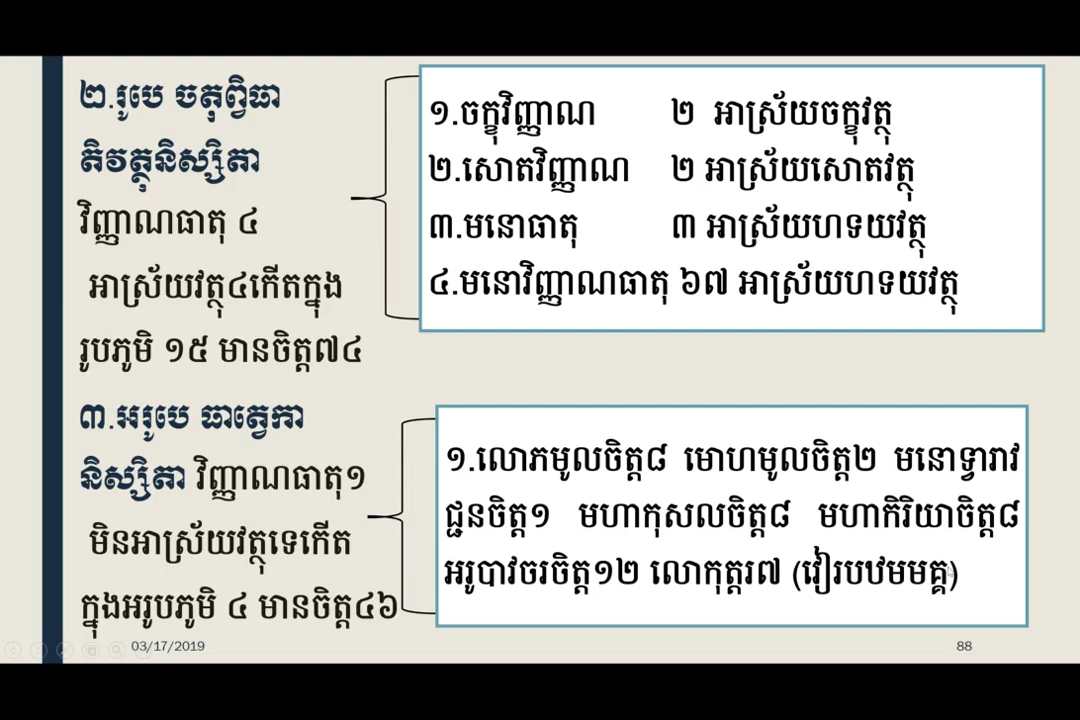 ២.រូបេ ចតុព្វិធា
តិវត្ថុនិស្សិតា
វិញ្ញាណធាតុ ៤
អាស្រ័យវត្ថុ៤កើតក្នុង
រូបភូមិ ១៥ មានចិត្ត៧៤
១.ចក្ខុវិញ្ញាណ ២ អាស្រ័យចក្ខុវត្ថុ
២.សោតវិញ្ញាណ ២ អាស្រ័យសោតវត្ថុ
៣.មនោធាតុ ៣ អាស្រ័យហទយវត្ថុ
៤.មនោវិញ្ញាណធាតុ ៦៧ អាស្រ័យហទយវត្ថុ
៣.អរូបេ ធាត្វេកា
និស្សិតា វិញ្ញាណធាតុ១
មិនអាស្រ័យវត្ថុទេកើត
ក្នុងអរូបភូមិ ៤ មានចិត្ត៤៦
១.លោភមូលចិត្ត៨ មោហមូលចិត្ត២ មនោទ្វារាវ
ជ្ជនចិត្ត១ មហាកុសលចិត្ត៨ មហាកិរិយាចិត្ត៨
អរូបាវចរចិត្ត១២ លោកុត្តរ៧ (វៀរបឋមមគ្គ)
03/17/2019
88